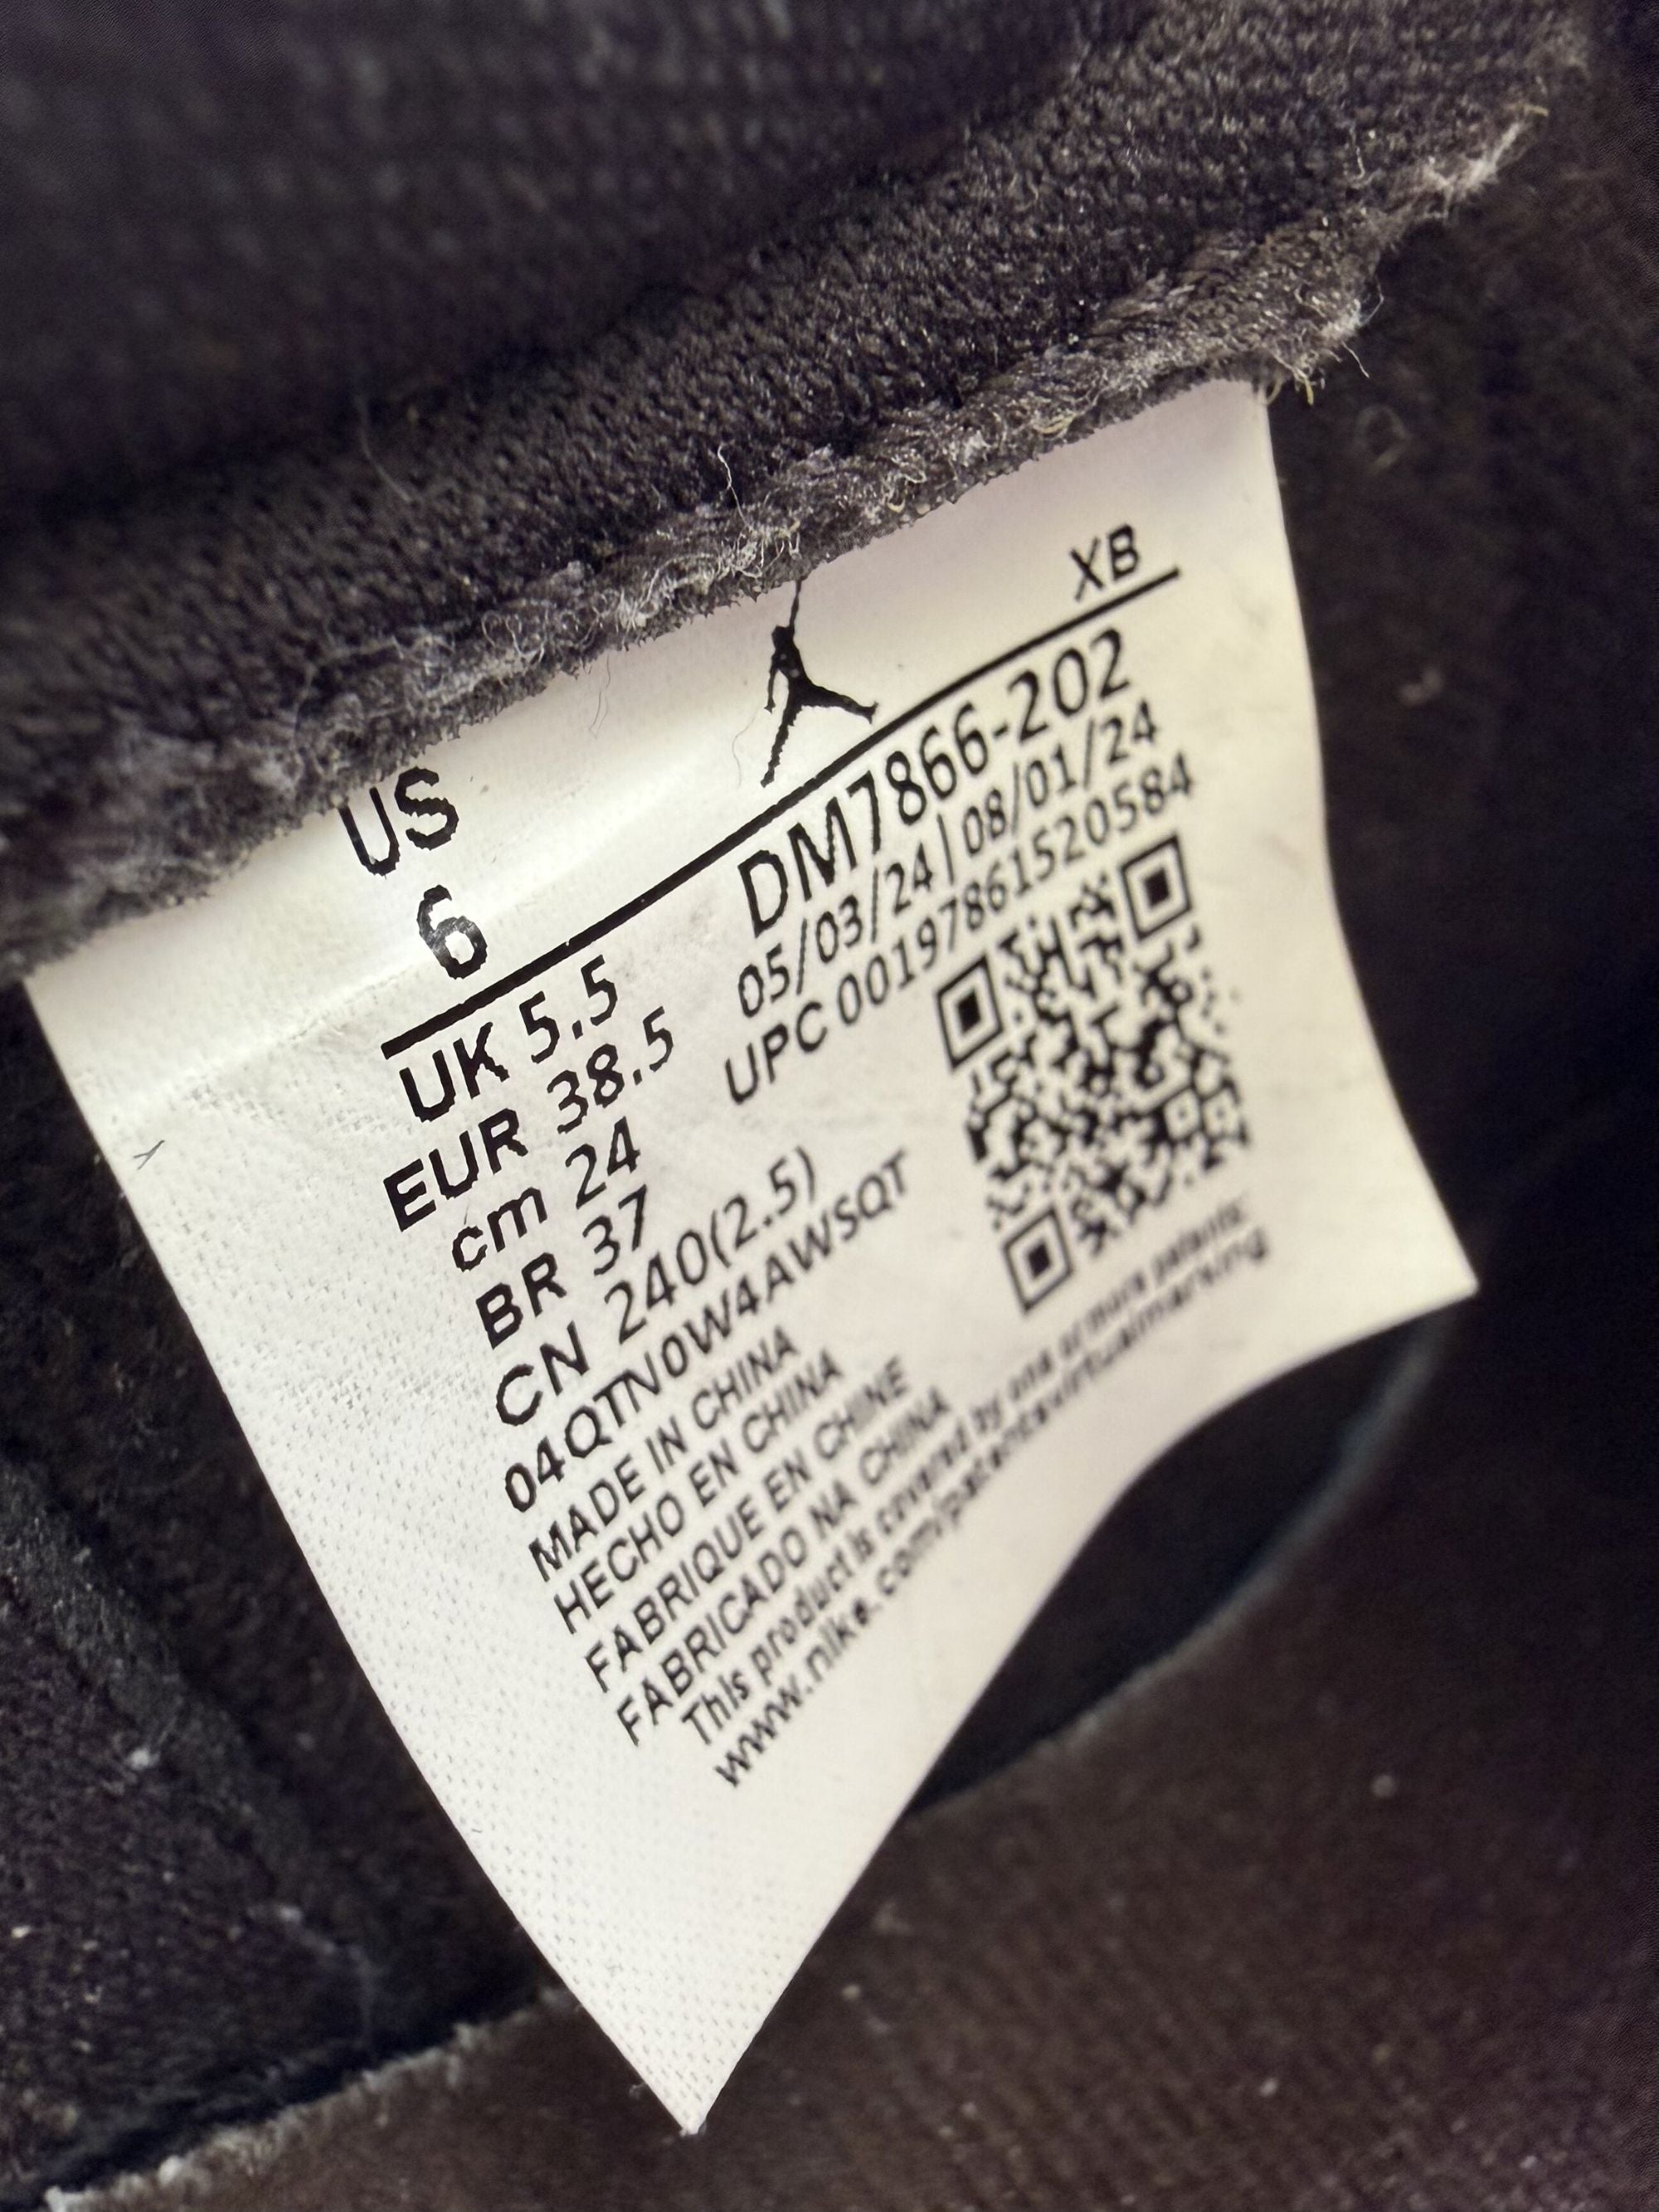 XB
US
6
DM7866-202
05/03/24|08/01/24
UPC 00197861520584
UK 5.5
EUR 38.5
cm 24
BR 37
CN 240(2.5)
04QTN0W4AWSQT
MADE IN CHINA
HECHO EN CHINA
FABRIQUE EN CHINE
FABRICADO NA CHINA
This product is covered by one or more patents:
www.nike.com/patentsvirtualmarking